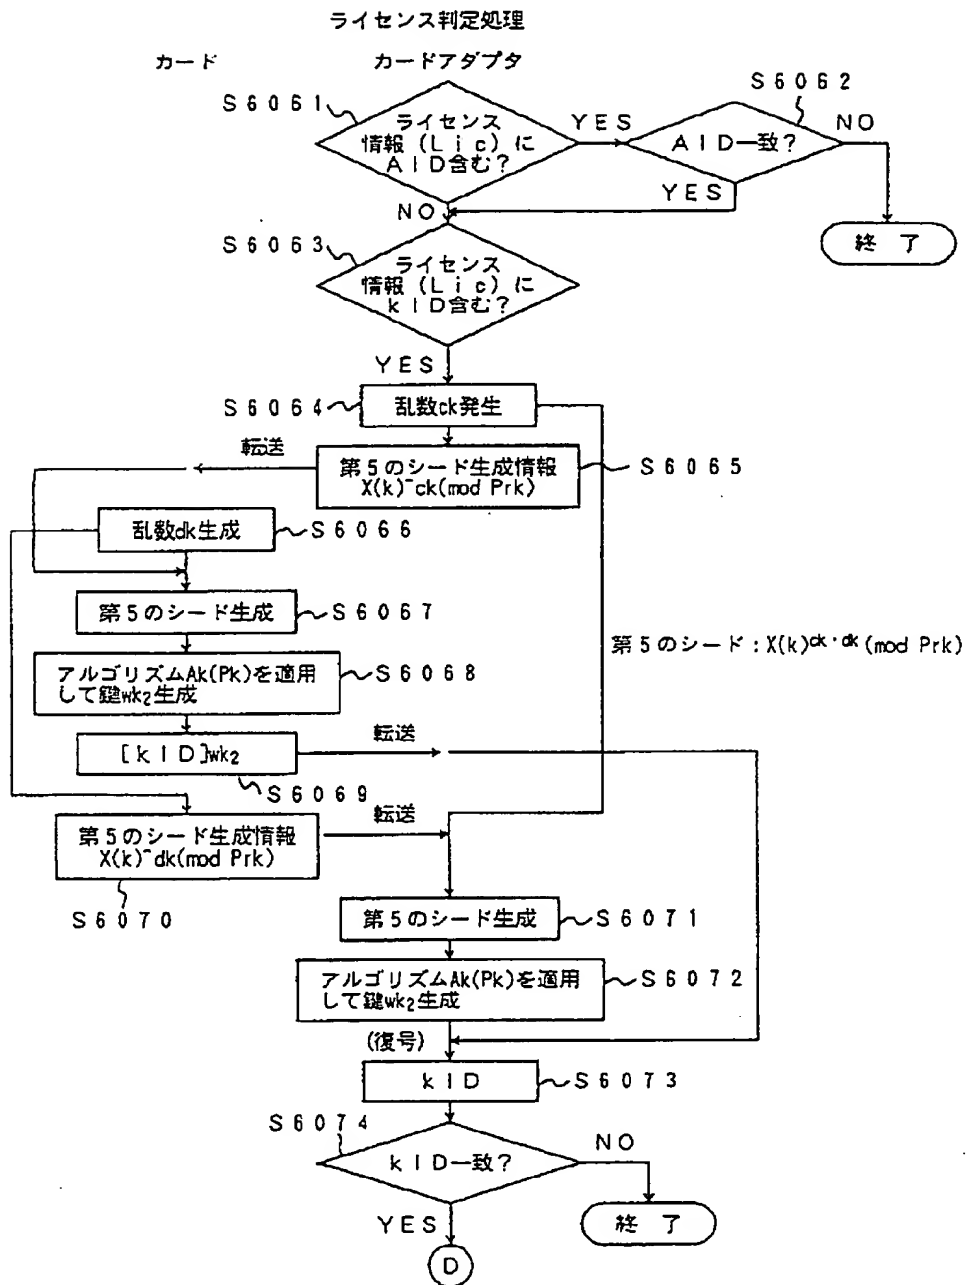 ライセンス判定処理
カード
カードアダプタ
S6061
ライセンス
情報(Lic)に
AID含む?
YES
S6062
AID一致?
NO
YES
終了
NO
S6063
ライセンス
情報(Lic)に
kID含む?
YES
S6064
乱数ck発生
転送
第5のシード生成情報
X(k)^ck(mod Prk)
S6065
乱数dk生成
S6066
第5のシード生成
S6067
第5のシード:X(k)ck・dk(mod Prk)
アルゴリズムAk(Pk)を適用
して鍵wk2生成
S6068
[kID]wk2
転送
S6069
転送
第5のシード生成情報
X(k)^dk(mod Prk)
S6070
第5のシード生成
S6071
アルゴリズムAk(Pk)を適用
して鍵wk2生成
S6072
(復号)
kID
S6073
S6074
kID一致?
NO
YES
終了
D